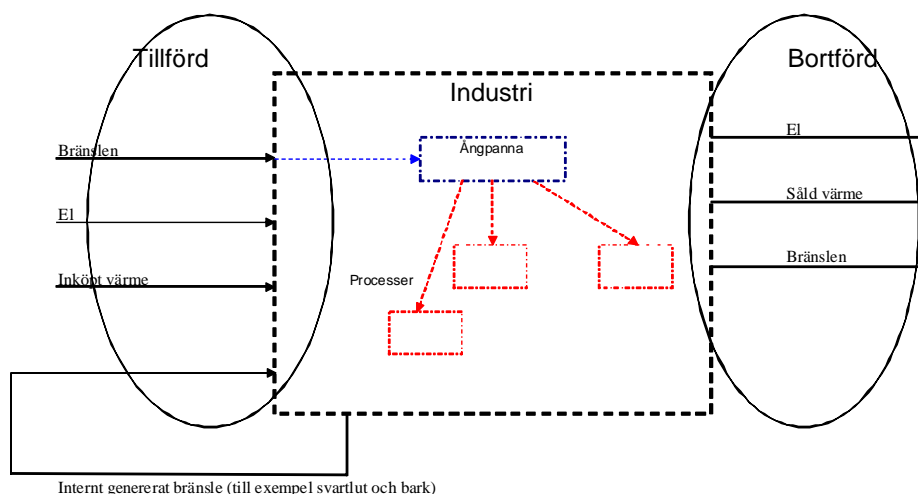 Tillförd
Bortförd
Industri
Ångpanna
Bränslen
El
Inköpt värme
Processer
El
Såld värme
Bränslen
Internt genererat bränsle (till exempel svartlut och bark)